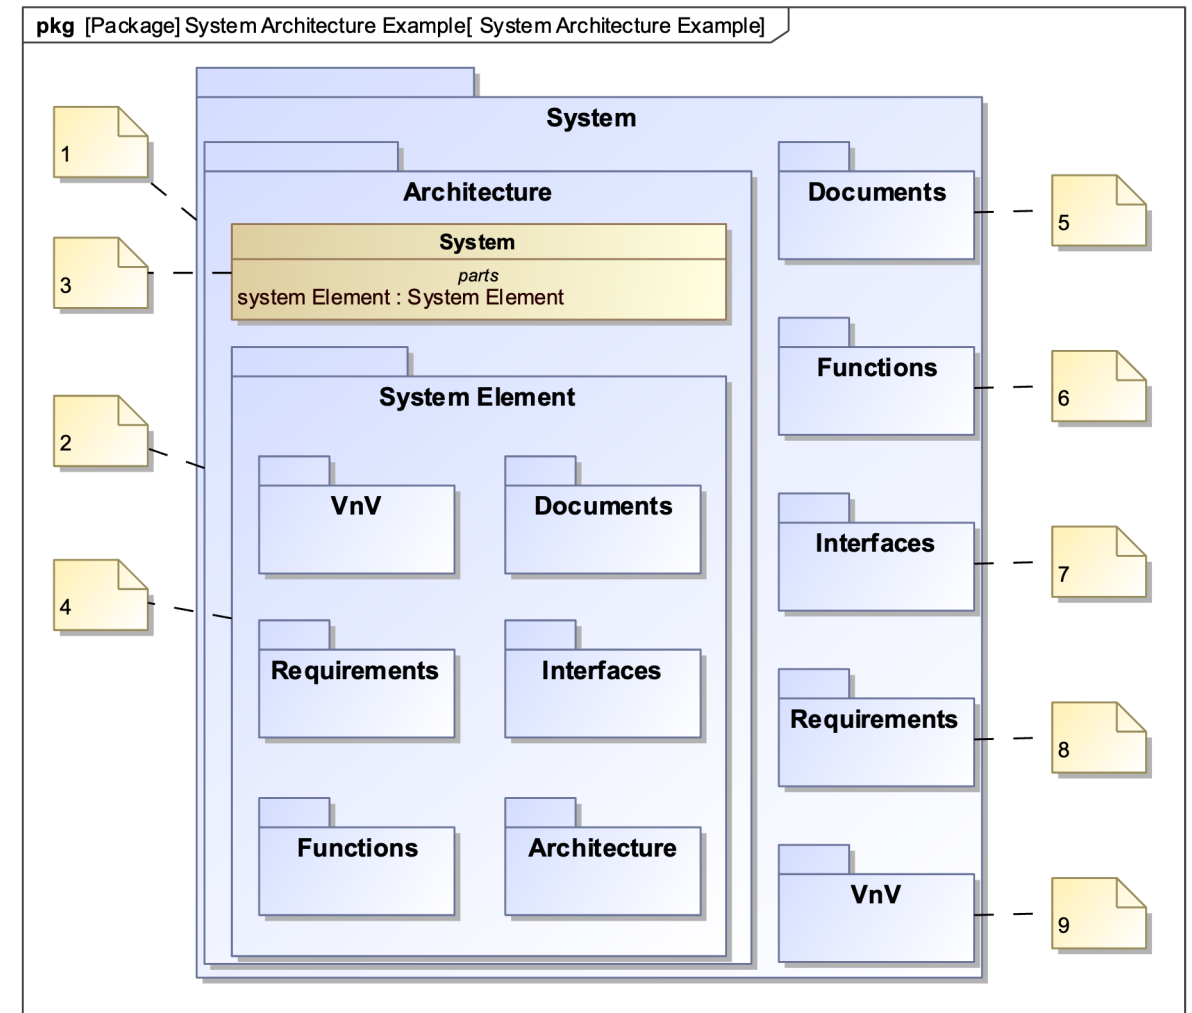 pkg [Package] System Architecture Example[ System Architecture Example]
System
1
Architecture
Documents
System
5
3
parts
system Element : System Element
Functions
System Element
6
2
VnV
Documents
Interfaces
7
4
Requirements
Interfaces
Requirements
8
Functions
Architecture
VnV
9